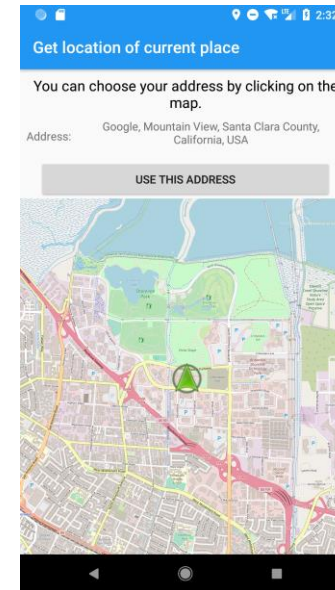 2:32
Get location of current place
You can choose your address by clicking on the
map.
Address:
Google, Mountain View, Santa Clara County,
California, USA
USE THIS ADDRESS